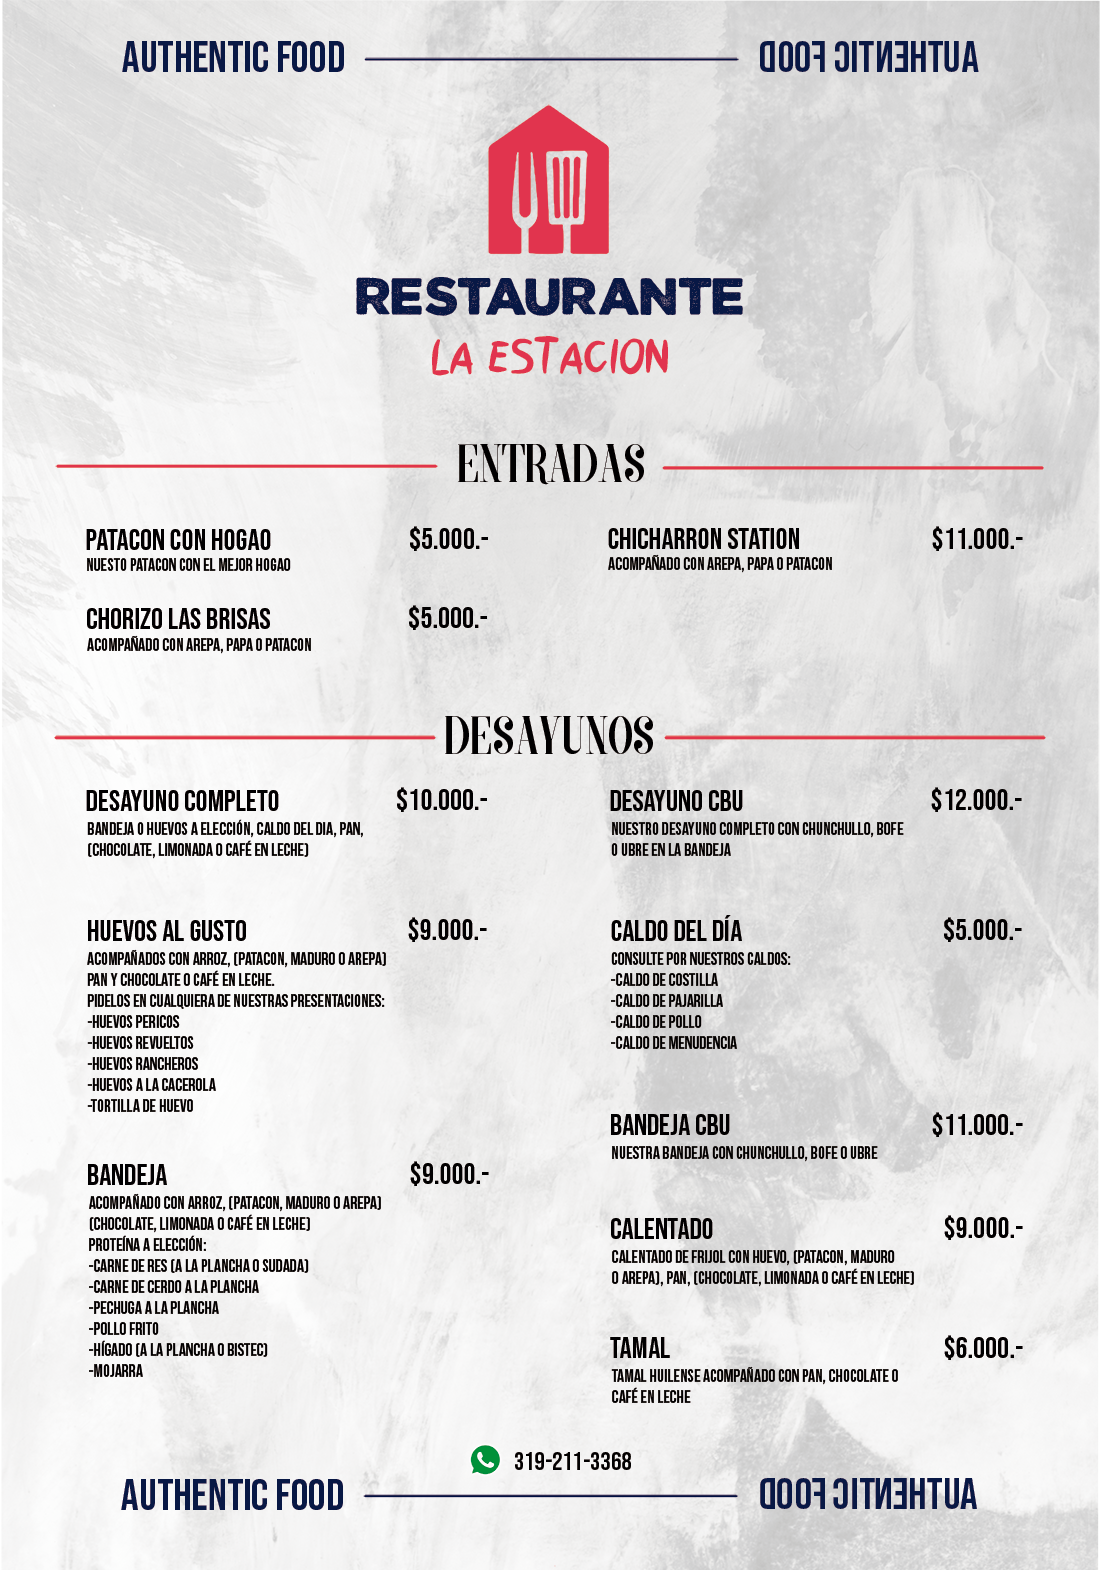 AUTHENTIC FOOD
AUTHENTIC FOOD
RESTAURANTE
LA ESTACION
ENTRADAS
PATACON CON HOGAO $5.000.-
NUESTO PATACON CON EL MEJOR HOGAO
CHICHARRON STATION $11.000.-
ACOMPAÑADO CON AREPA, PAPA O PATACON
CHORIZO LAS BRISAS $5.000.-
ACOMPAÑADO CON AREPA, PAPA O PATACON
DESAYUNOS
DESAYUNO COMPLETO $10.000.-
BANDEJA O HUEVOS A ELECCIÓN, CALDO DEL DIA, PAN,
(CHOCOLATE, LIMONADA O CAFÉ EN LECHE)
HUEVOS AL GUSTO $9.000.-
ACOMPAÑADOS CON ARROZ, (PATACON, MADURO O AREPA)
PAN Y CHOCOLATE O CAFÉ EN LECHE.
PIDELOS EN CUALQUIERA DE NUESTRAS PRESENTACIONES:
-HUEVOS PERICOS
-HUEVOS REVUELTOS
-HUEVOS RANCHEROS
-HUEVOS A LA CACEROLA
-TORTILLA DE HUEVO
BANDEJA $9.000.-
ACOMPAÑADO CON ARROZ, (PATACON, MADURO O AREPA)
(CHOCOLATE, LIMONADA O CAFÉ EN LECHE)
PROTEÍNA A ELECCIÓN:
-CARNE DE RES (A LA PLANCHA O SUDADA)
-CARNE DE CERDO A LA PLANCHA
-PECHUGA A LA PLANCHA
-POLLO FRITO
-HÍGADO (A LA PLANCHA O BISTEC)
-MOJARRA
DESAYUNO CBU $12.000.-
NUESTRO DESAYUNO COMPLETO CON CHUNCHULLO, BOFE
O UBRE EN LA BANDEJA
CALDO DEL DÍA $5.000.-
CONSULTE POR NUESTROS CALDOS:
-CALDO DE COSTILLA
-CALDO DE PAJARILLA
-CALDO DE POLLO
-CALDO DE MENUDENCIA
BANDEJA CBU $11.000.-
NUESTRA BANDEJA CON CHUNCHULLO, BOFE O UBRE
CALENTADO $9.000.-
CALENTADO DE FRIJOL CON HUEVO, (PATACON, MADURO
O AREPA), PAN, (CHOCOLATE, LIMONADA O CAFÉ EN LECHE)
TAMAL $6.000.-
TAMAL HUILENSE ACOMPAÑADO CON PAN, CHOCOLATE O
CAFÉ EN LECHE
319-211-3368
AUTHENTIC FOOD
AUTHENTIC FOOD